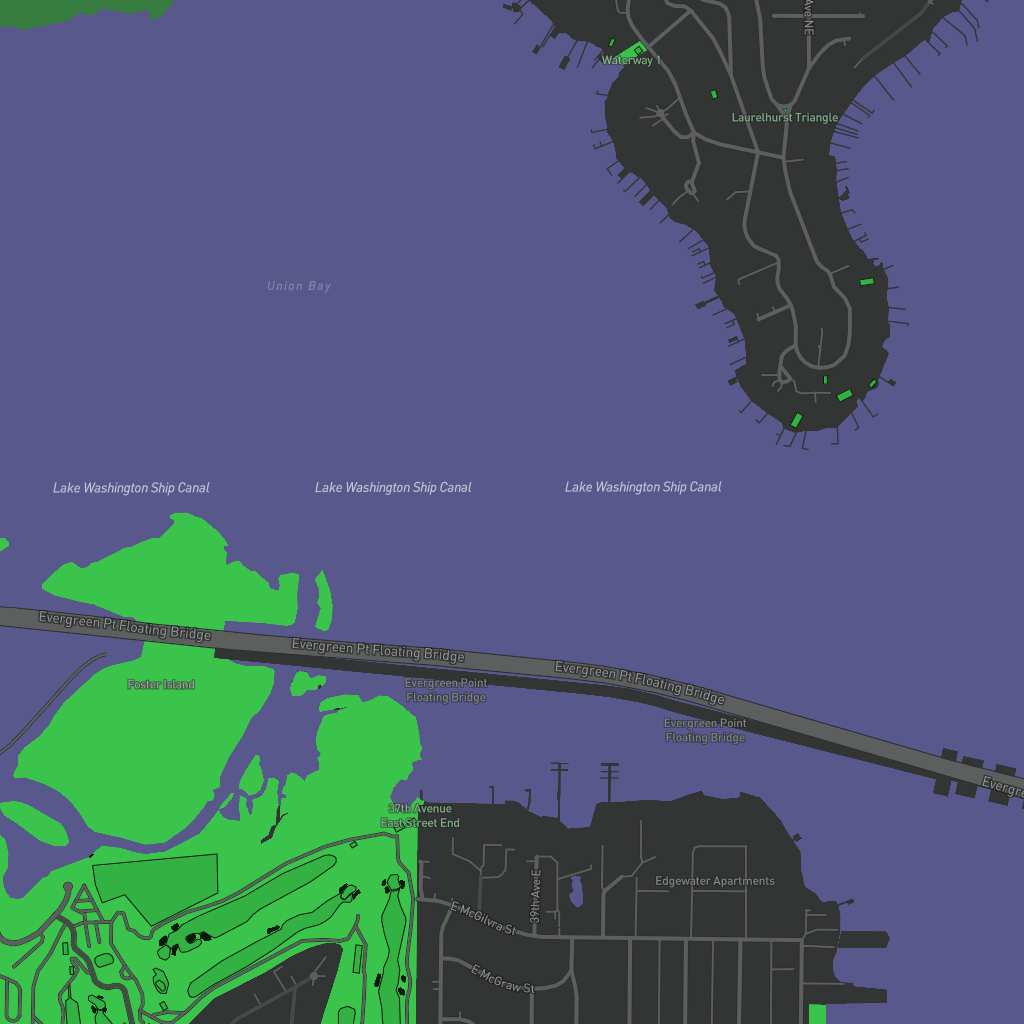 Ave NE
Waterway 1
Laurelhurst Triangle
Union Bay
Lake Washington Ship Canal
Lake Washington Ship Canal
Lake Washington Ship Canal
Evergreen Pt Floating Bridge
Evergreen Pt Floating Bridge
Evergreen Pt Floating Bridge
Foster Island
Evergreen Point
Floating Bridge
Evergreen Point
Floating Bridge
Evergre
37th Avenue
East Street End
39th Ave E
Edgewater Apartments
E McGilvra St
E McGraw St